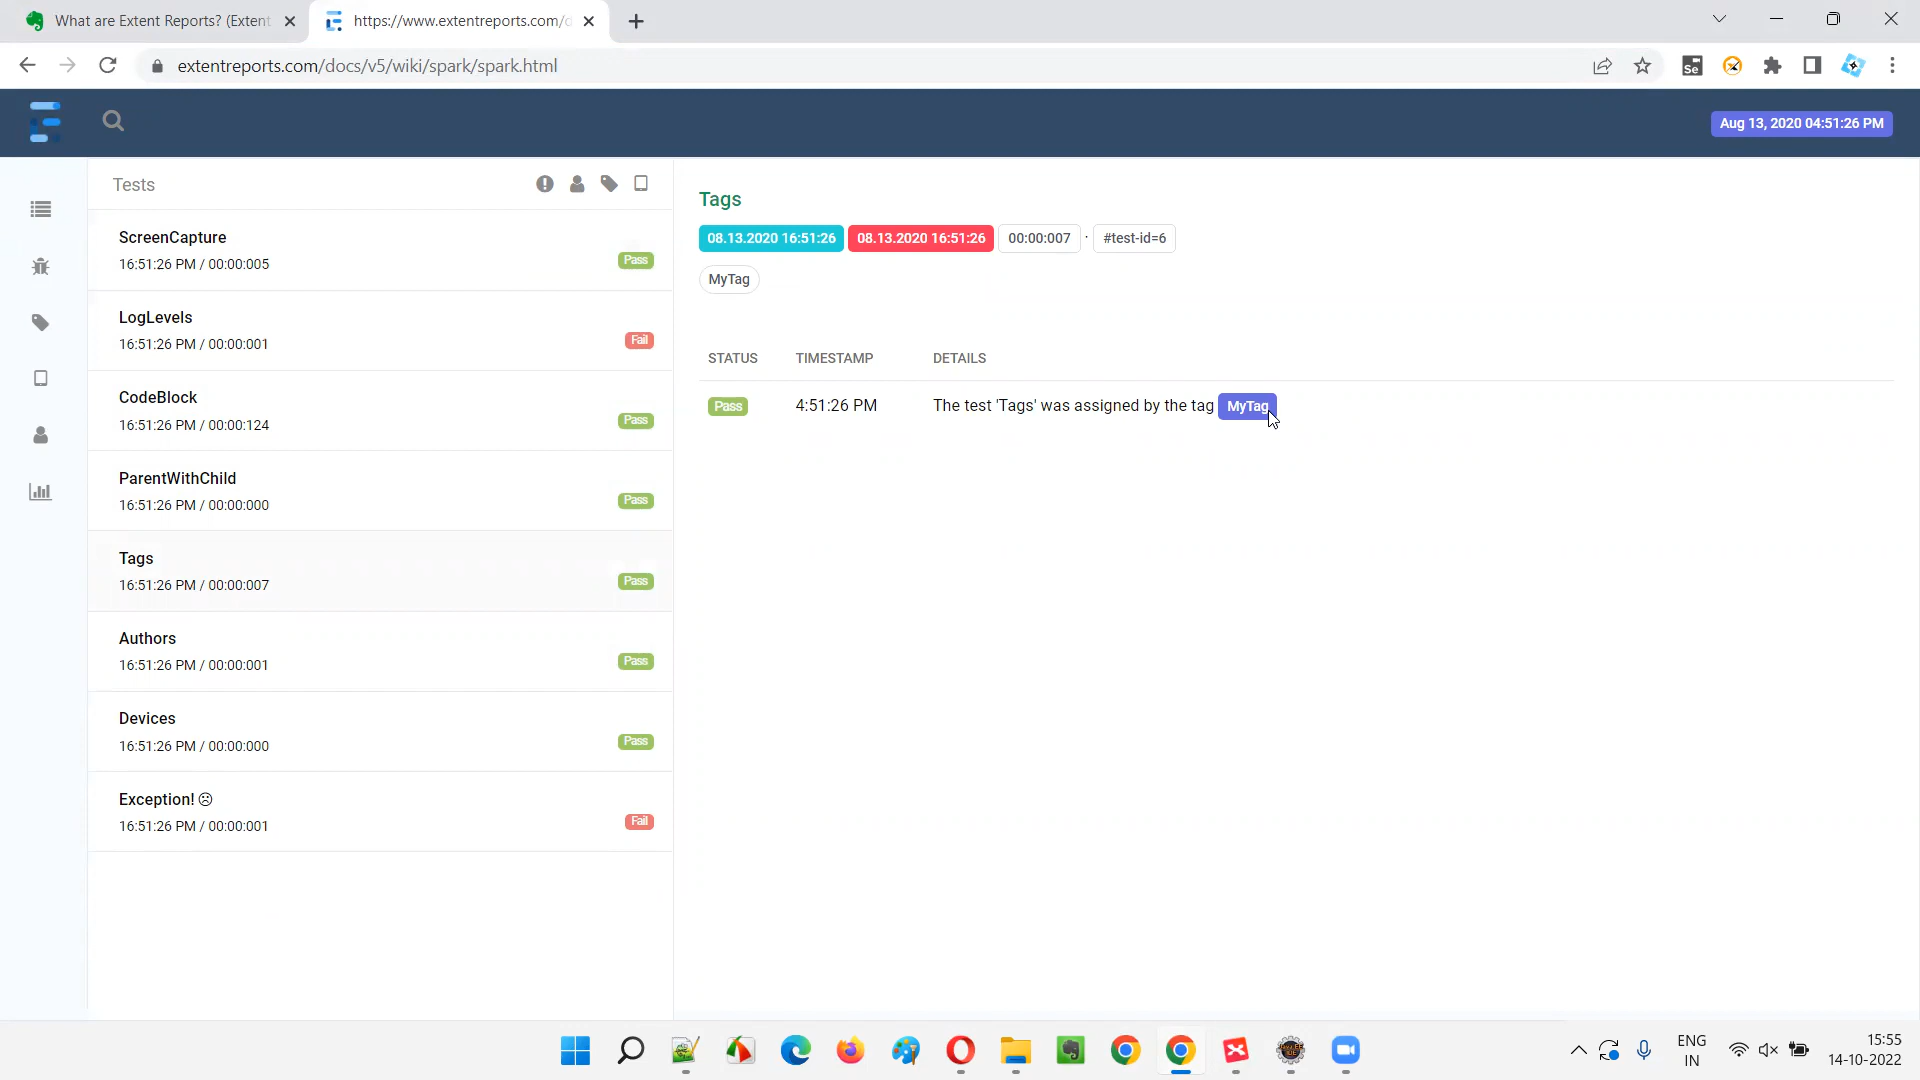 What are Extent Reports? (Extent
https://www.extentreports.com/d
extentreports.com/docs/v5/wiki/spark/spark.html
Se
Aug 13, 2020 04:51:26 PM
Tests
ScreenCapture
16:51:26 PM / 00:00:005
Pass
LogLevels
16:51:26 PM / 00:00:001
Fail
CodeBlock
16:51:26 PM / 00:00:124
Pass
ParentWithChild
16:51:26 PM / 00:00:000
Pass
Tags
16:51:26 PM / 00:00:007
Pass
Authors
16:51:26 PM / 00:00:001
Pass
Devices
16:51:26 PM / 00:00:000
Pass
Exception! ☹
16:51:26 PM / 00:00:001
Fail
Tags
08.13.2020 16:51:26 08.13.2020 16:51:26 00:00:007 · #test-id=6
MyTag
STATUS TIMESTAMP DETAILS
Pass 4:51:26 PM The test 'Tags' was assigned by the tag MyTag
ENG
IN
15:55
14-10-2022